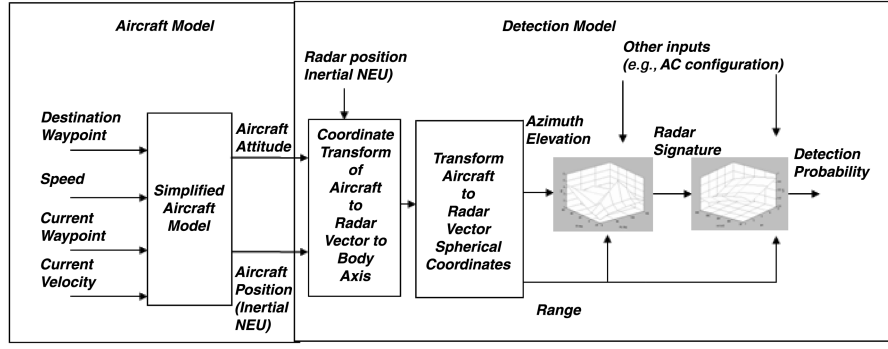 Aircraft Model
Detection Model
Destination
Waypoint
Speed
Current
Waypoint
Current
Velocity
Simplified
Aircraft
Model
Aircraft
Attitude
Aircraft
Position
(Inertial
NEU)
Radar position
Inertial NEU)
Coordinate
Transform
of
Aircraft
to
Radar
Vector to
Body
Axis
Transform
Aircraft
to
Radar
Vector
Spherical
Coordinates
Azimuth
Elevation
Range
Other inputs
(e.g., AC configuration)
Radar
Signature
Detection
Probability